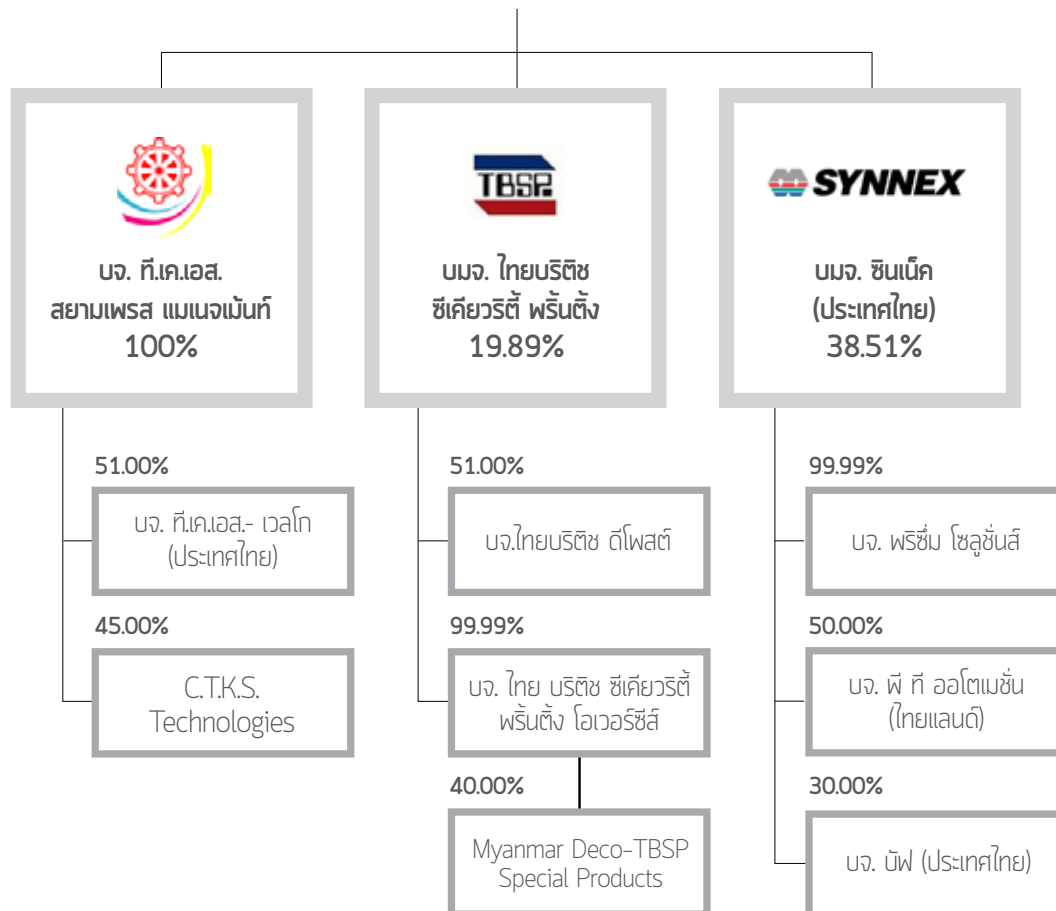 TBSP
SYNNEX
บจ. ที.เค.เอส.
สยามเพรส แมเนจเม้นท์
100%
บมจ. ไทยบริติช
ซีเคียวริตี้ พริ้นติ้ง
19.89%
บมจ. ซินเน็ค
(ประเทศไทย)
38.51%
51.00%
บจ. ที.เค.เอส.- เวลโก
(ประเทศไทย)
45.00%
C.T.K.S.
Technologies
51.00%
บจ.ไทยบริติช ดีโพสต์
99.99%
บจ. ไทย บริติช ซีเคียวริตี้
พริ้นติ้ง โอเวอร์ซีส์
40.00%
Myanmar Deco-TBSP
Special Products
99.99%
บจ. พริซึ่ม โซลูชั่นส์
50.00%
บจ. พี ที ออโตเมชั่น
(ไทยแลนด์)
30.00%
บจ. บัฟ (ประเทศไทย)